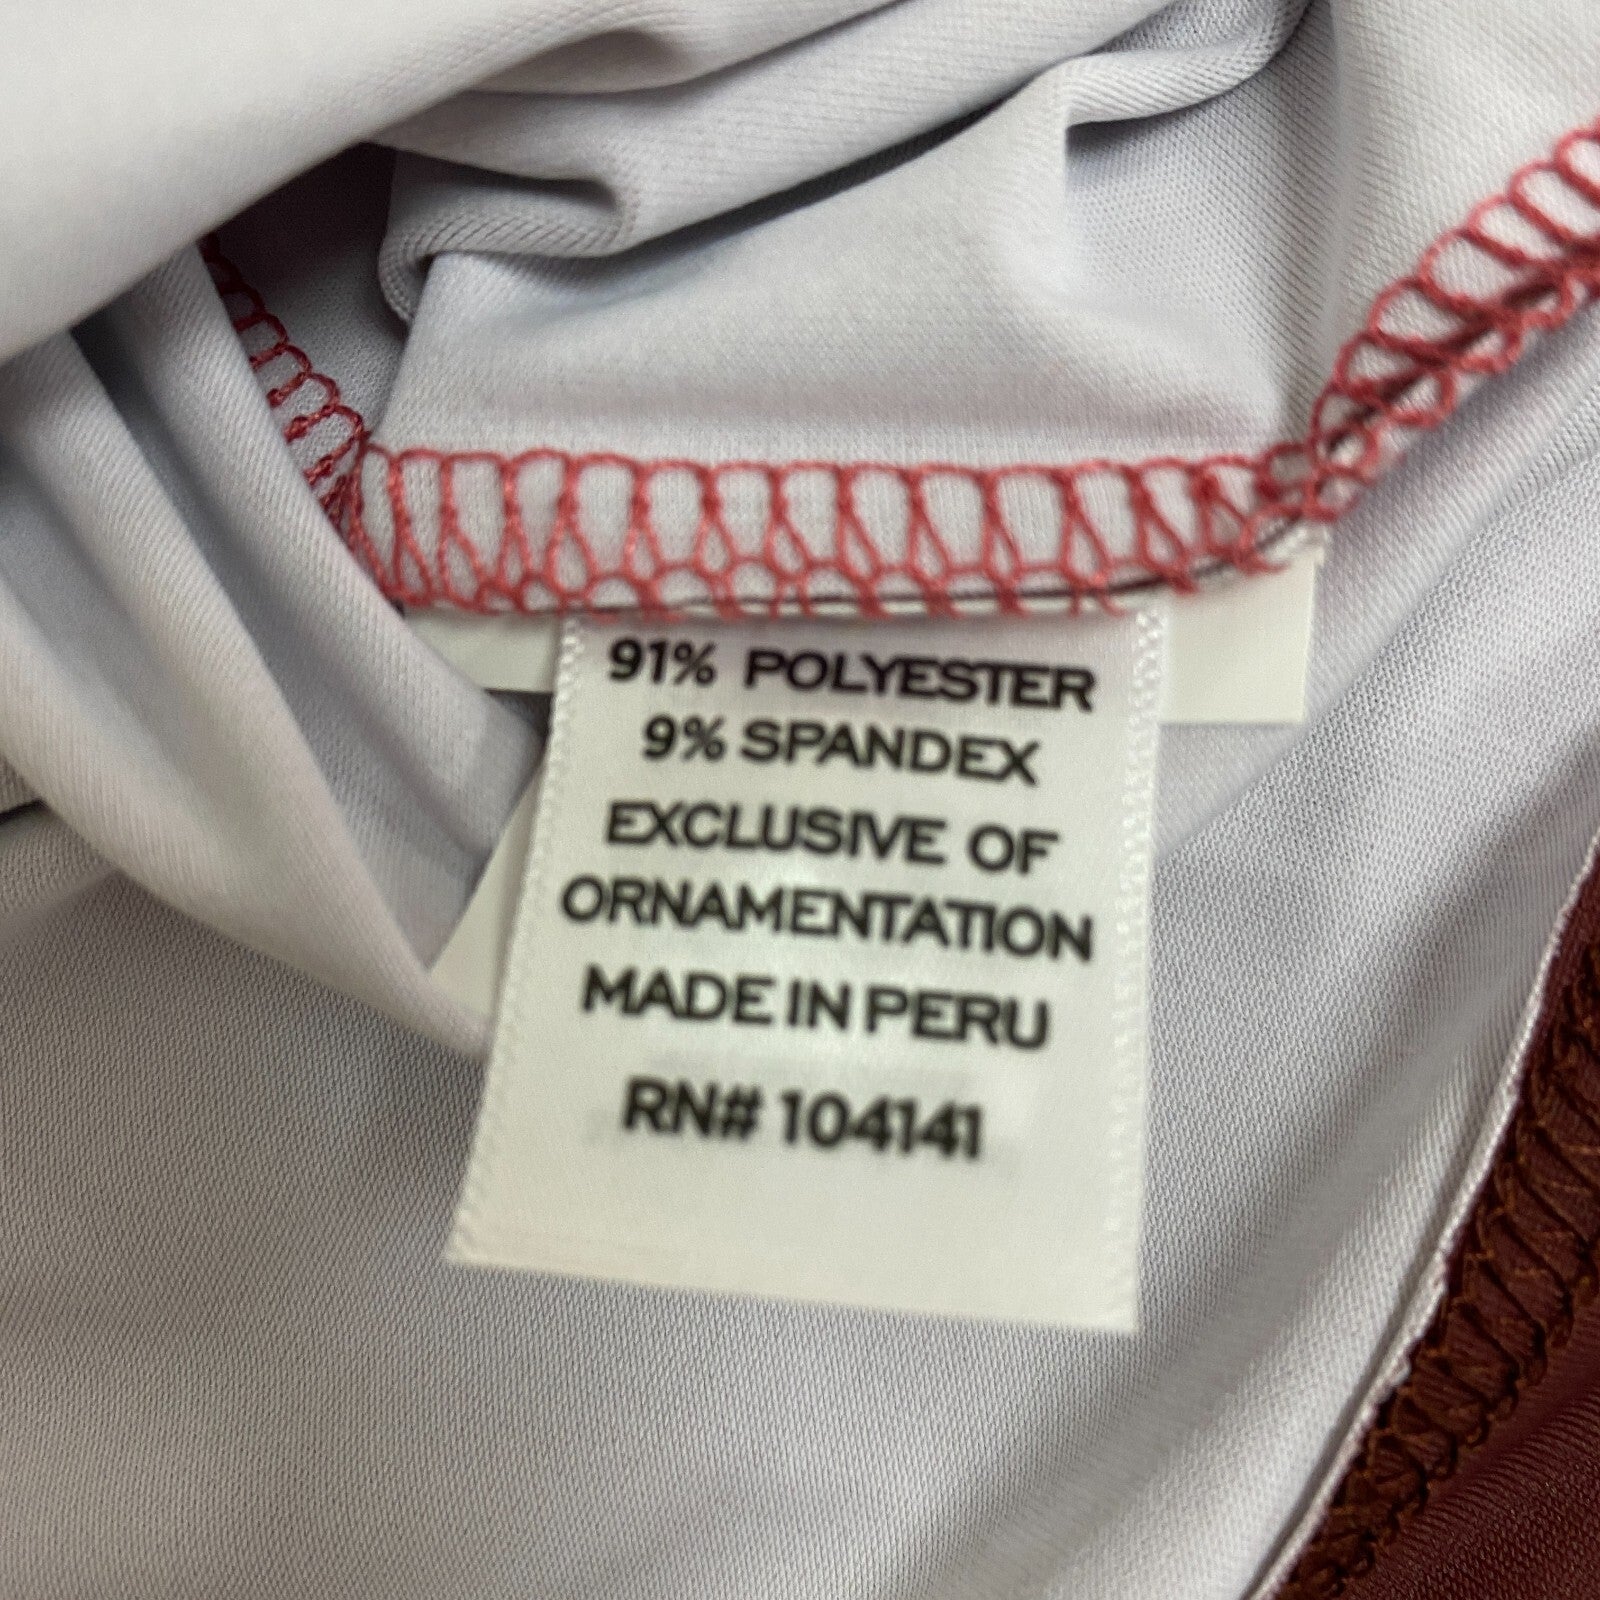 91% POLYESTER
9% SPANDEX
EXCLUSIVE OF
ORNAMENTATION
MADE IN PERU
RN# 104141